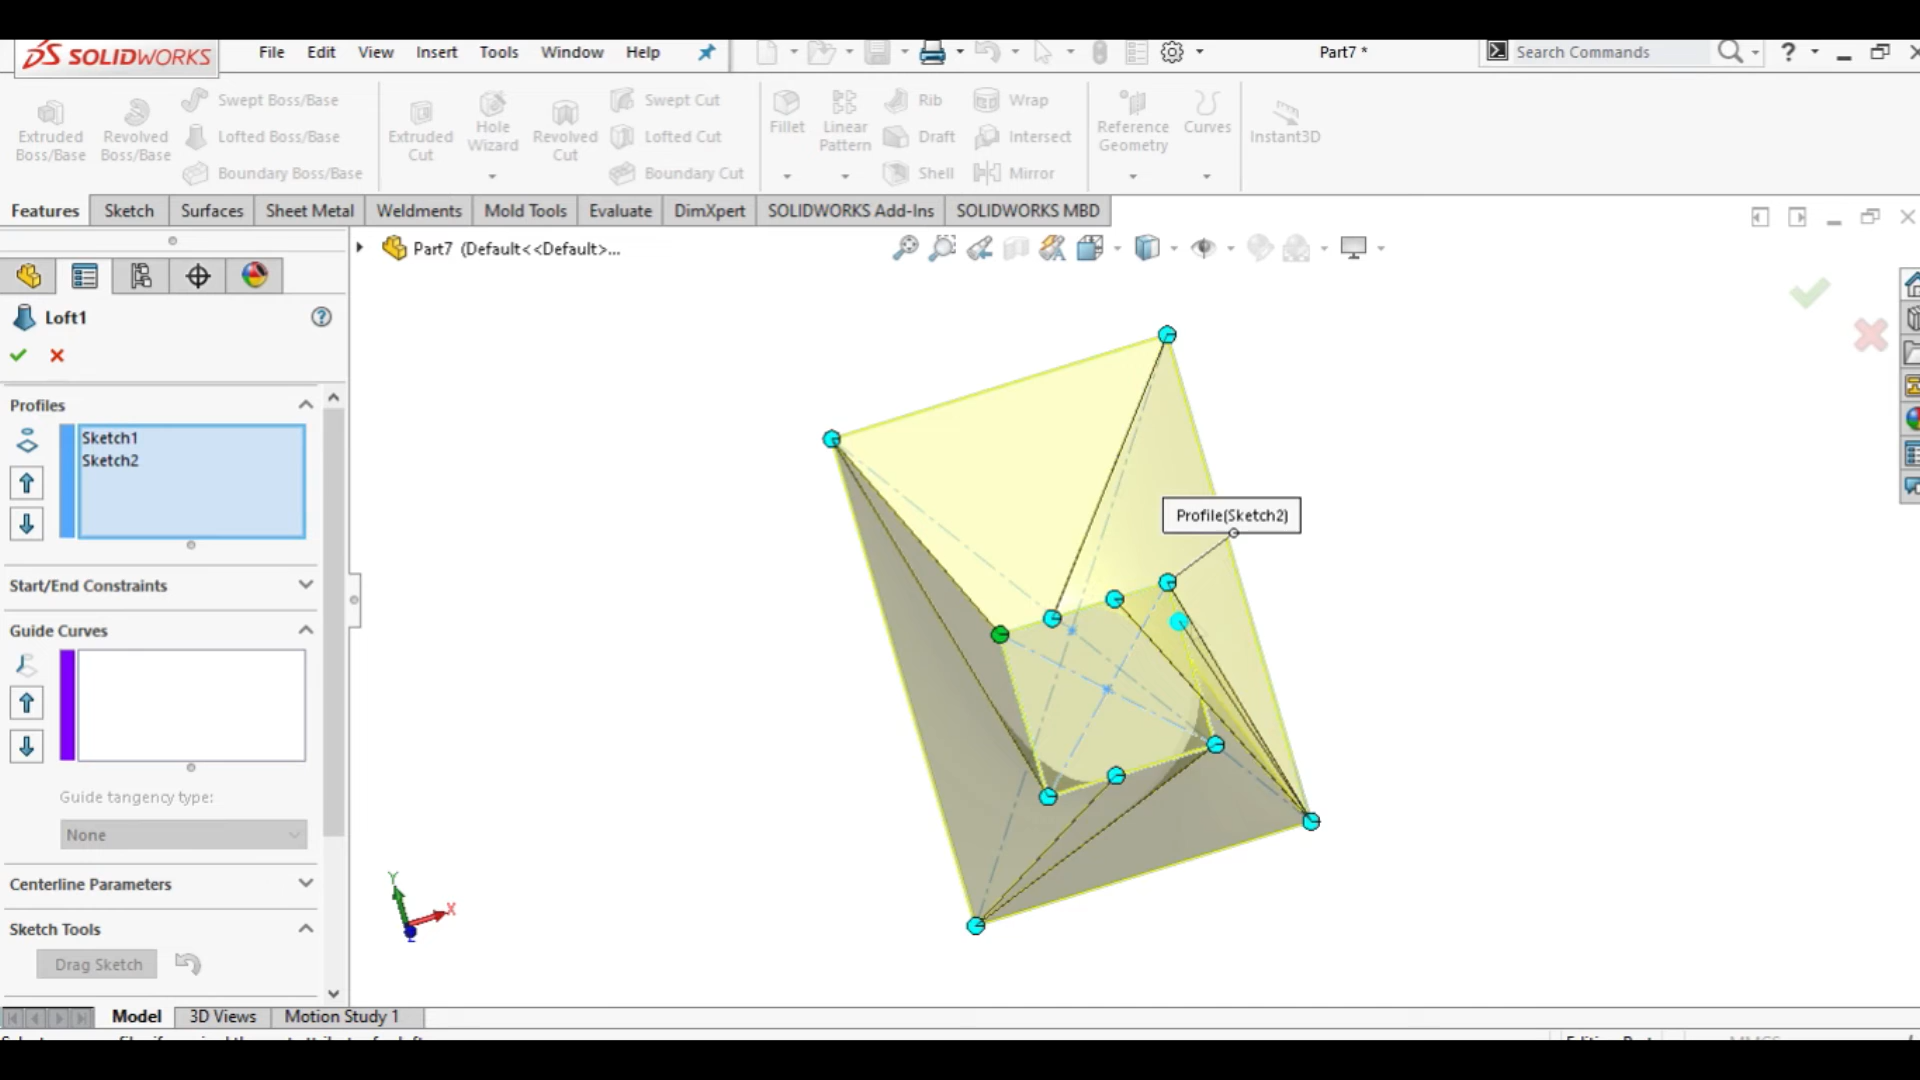 SOLIDWORKS
File Edit View Insert Tools Window Help
Part7 *
Search Commands
?
Extruded Boss/Base
Revolved Boss/Base
Swept Boss/Base
Lofted Boss/Base
Boundary Boss/Base
Extruded Cut
Hole Wizard
Revolved Cut
Swept Cut
Lofted Cut
Boundary Cut
Fillet
Linear Pattern
Rib
Draft
Shell
Wrap
Intersect
Mirror
Reference Geometry
Curves
Instant3D
Features Sketch Surfaces Sheet Metal Weldments Mold Tools Evaluate DimXpert SOLIDWORKS Add-Ins SOLIDWORKS MBD
Part7 (Default<<Default>...
Loft1
?
Profiles
Sketch1
Sketch2
Start/End Constraints
Guide Curves
Guide tangency type:
None
Centerline Parameters
Sketch Tools
Drag Sketch
Profile(Sketch2)
Y
X
Z
Model 3D Views Motion Study 1